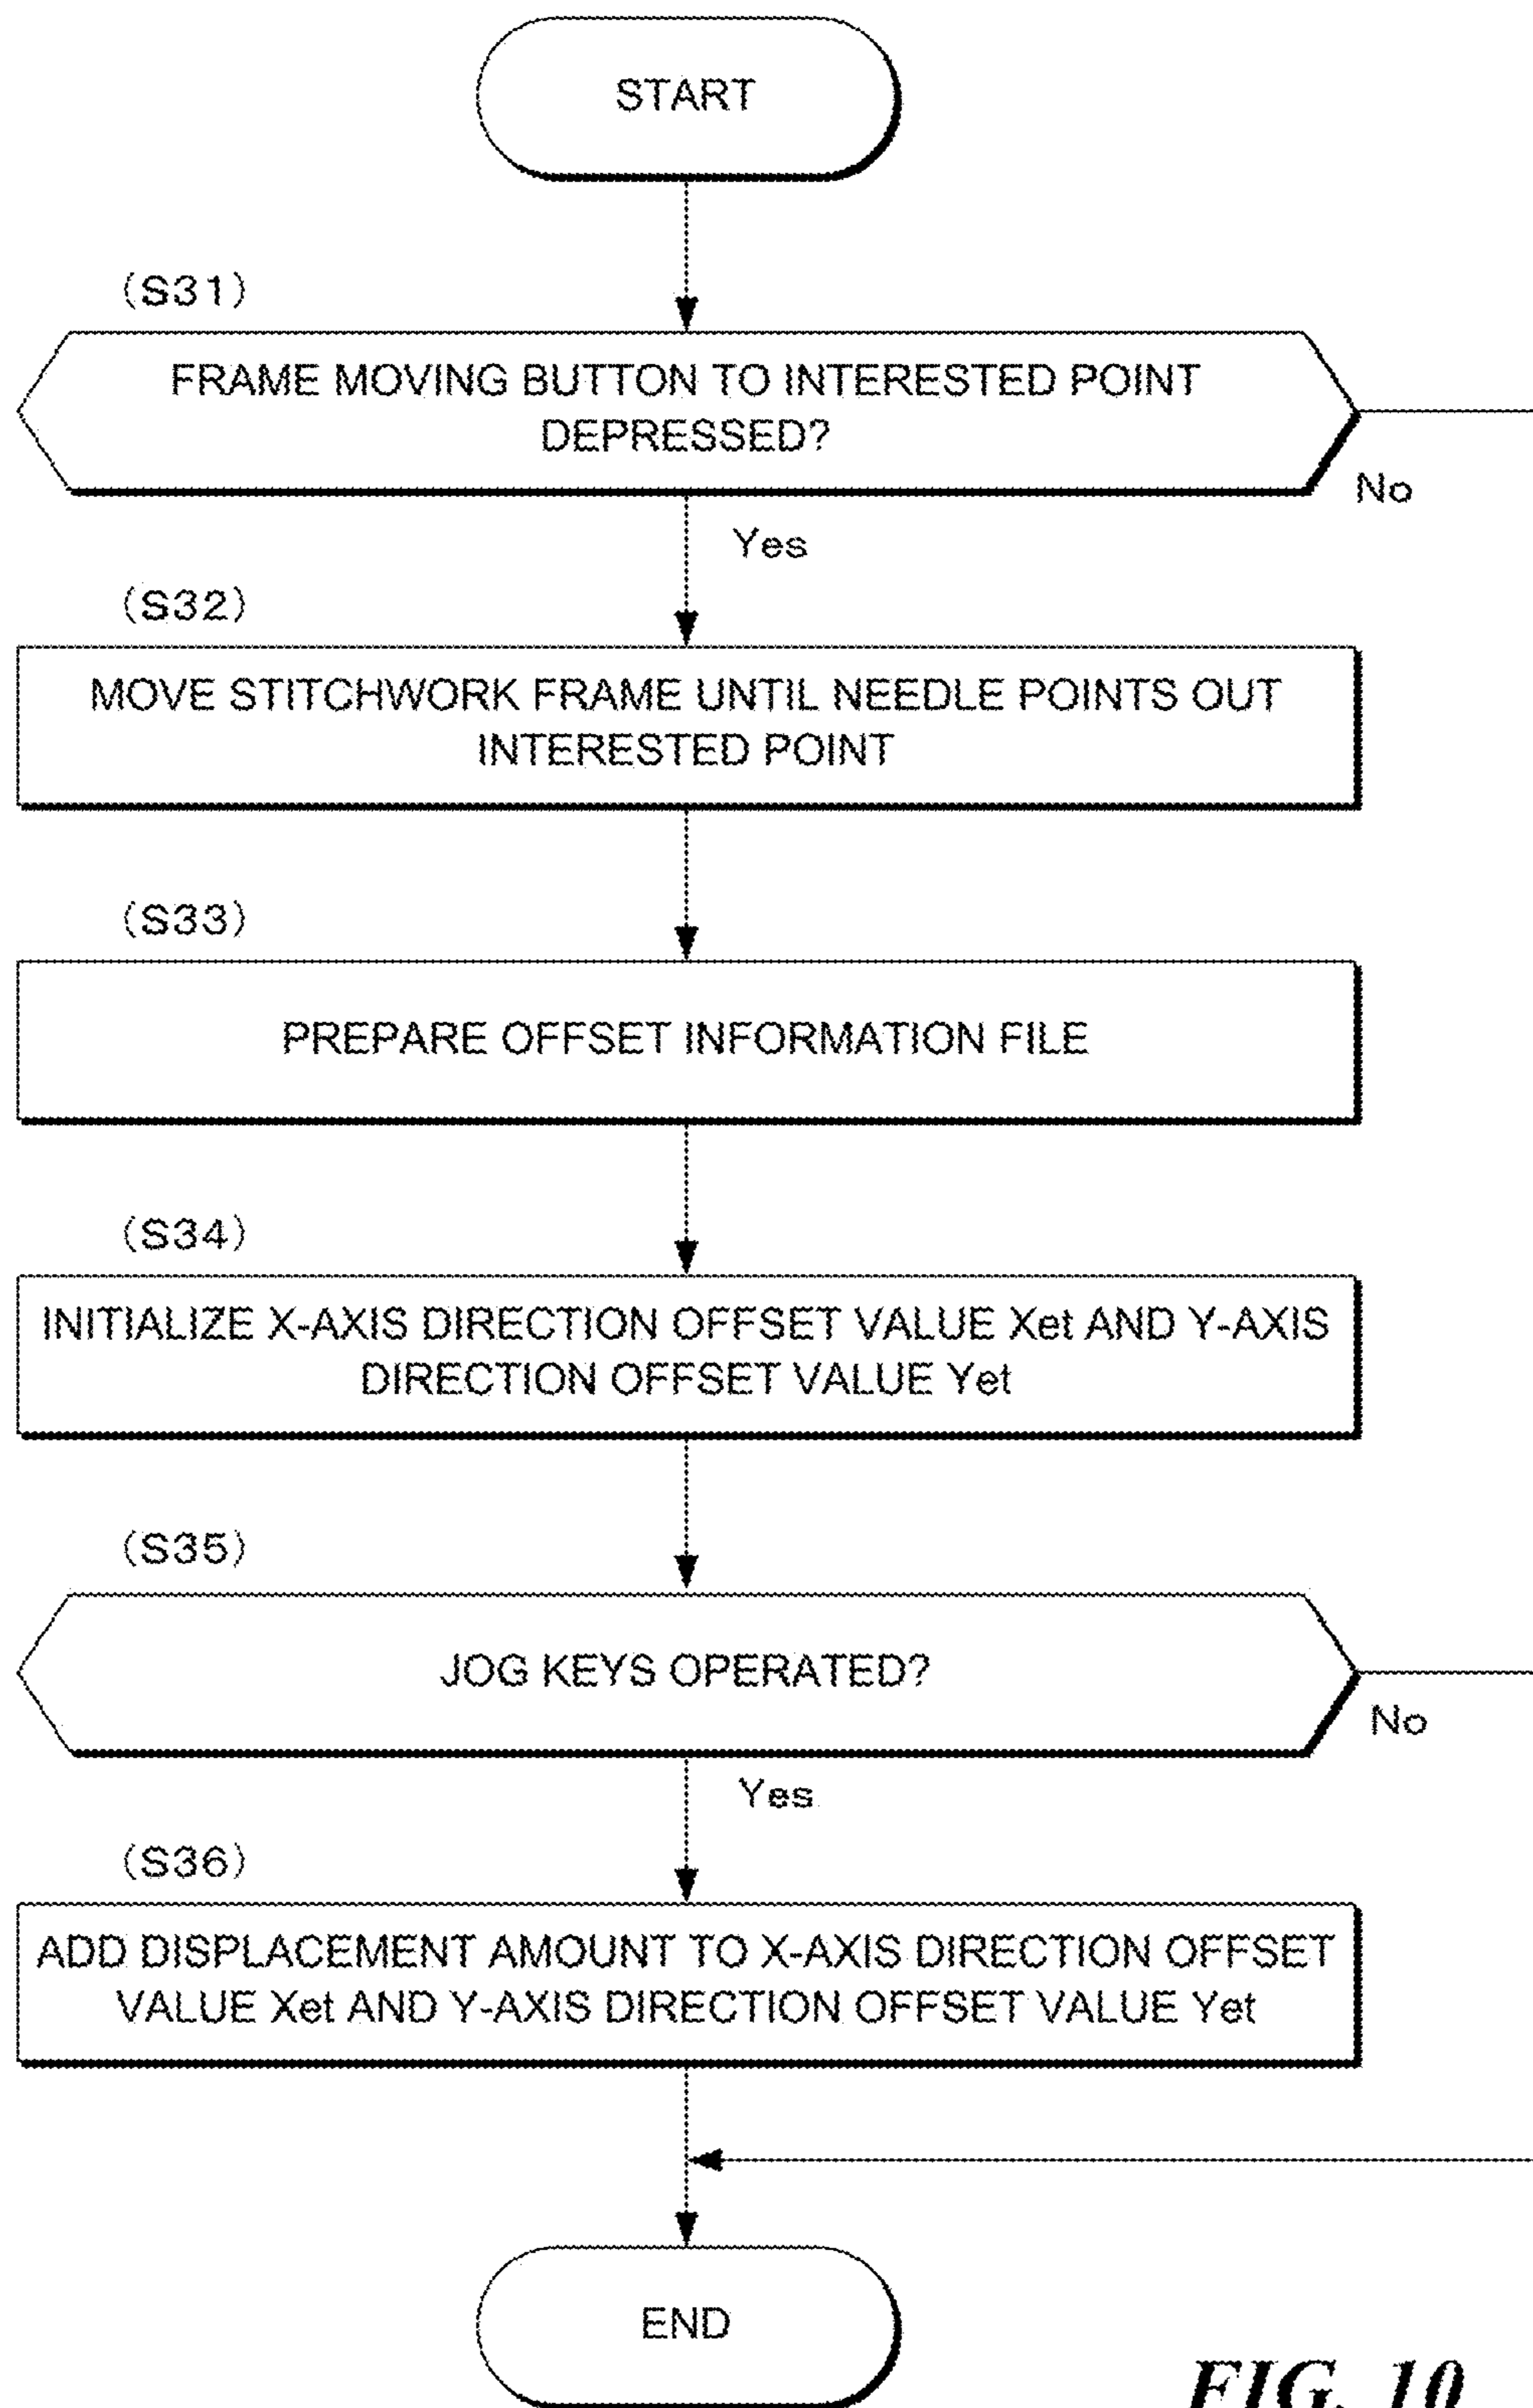 START
(S31)
FRAME MOVING BUTTON TO INTERESTED POINT
DEPRESSED?
No
Yes
(S32)
MOVE STITCHWORK FRAME UNTIL NEEDLE POINTS OUT
INTERESTED POINT
(S33)
PREPARE OFFSET INFORMATION FILE
(S34)
INITIALIZE X-AXIS DIRECTION OFFSET VALUE Xet AND Y-AXIS
DIRECTION OFFSET VALUE Yet
(S35)
JOG KEYS OPERATED?
No
Yes
(S36)
ADD DISPLACEMENT AMOUNT TO X-AXIS DIRECTION OFFSET
VALUE Xet AND Y-AXIS DIRECTION OFFSET VALUE Yet
END
FIG. 10